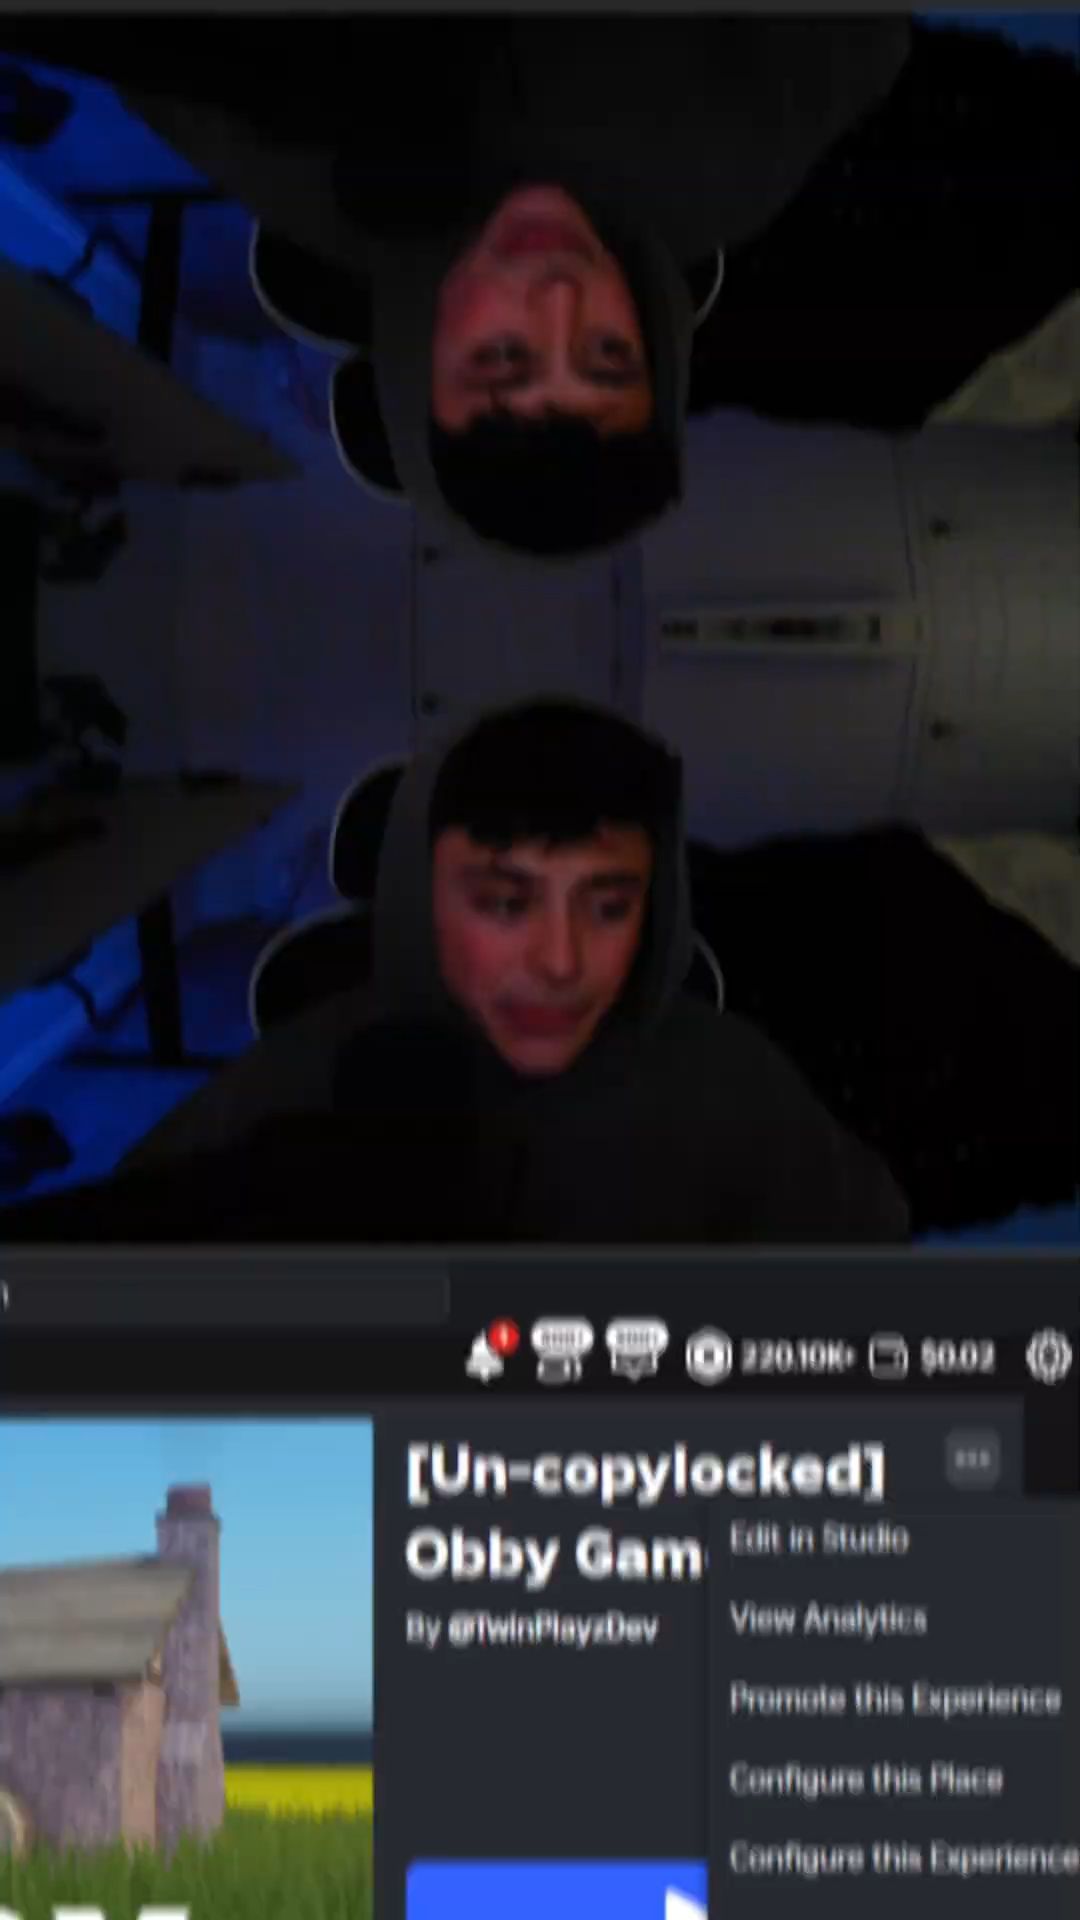 220.10K+ $0.02
[Un-copylocked]
Obby Gam
By @TwinPlayzDev
Edit in Studio
View Analytics
Promote this Experience
Configure this Place
Configure this Experience